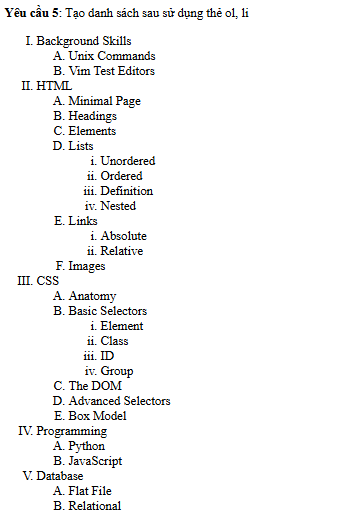 Yêu cầu 5: Tạo danh sách sau sử dụng thẻ ol, li
I. Background Skills
A. Unix Commands
B. Vim Test Editors
II. HTML
A. Minimal Page
B. Headings
C. Elements
D. Lists
i. Unordered
ii. Ordered
iii. Definition
iv. Nested
E. Links
i. Absolute
ii. Relative
F. Images
III. CSS
A. Anatomy
B. Basic Selectors
i. Element
ii. Class
iii. ID
iv. Group
C. The DOM
D. Advanced Selectors
E. Box Model
IV. Programming
A. Python
B. JavaScript
V. Database
A. Flat File
B. Relational